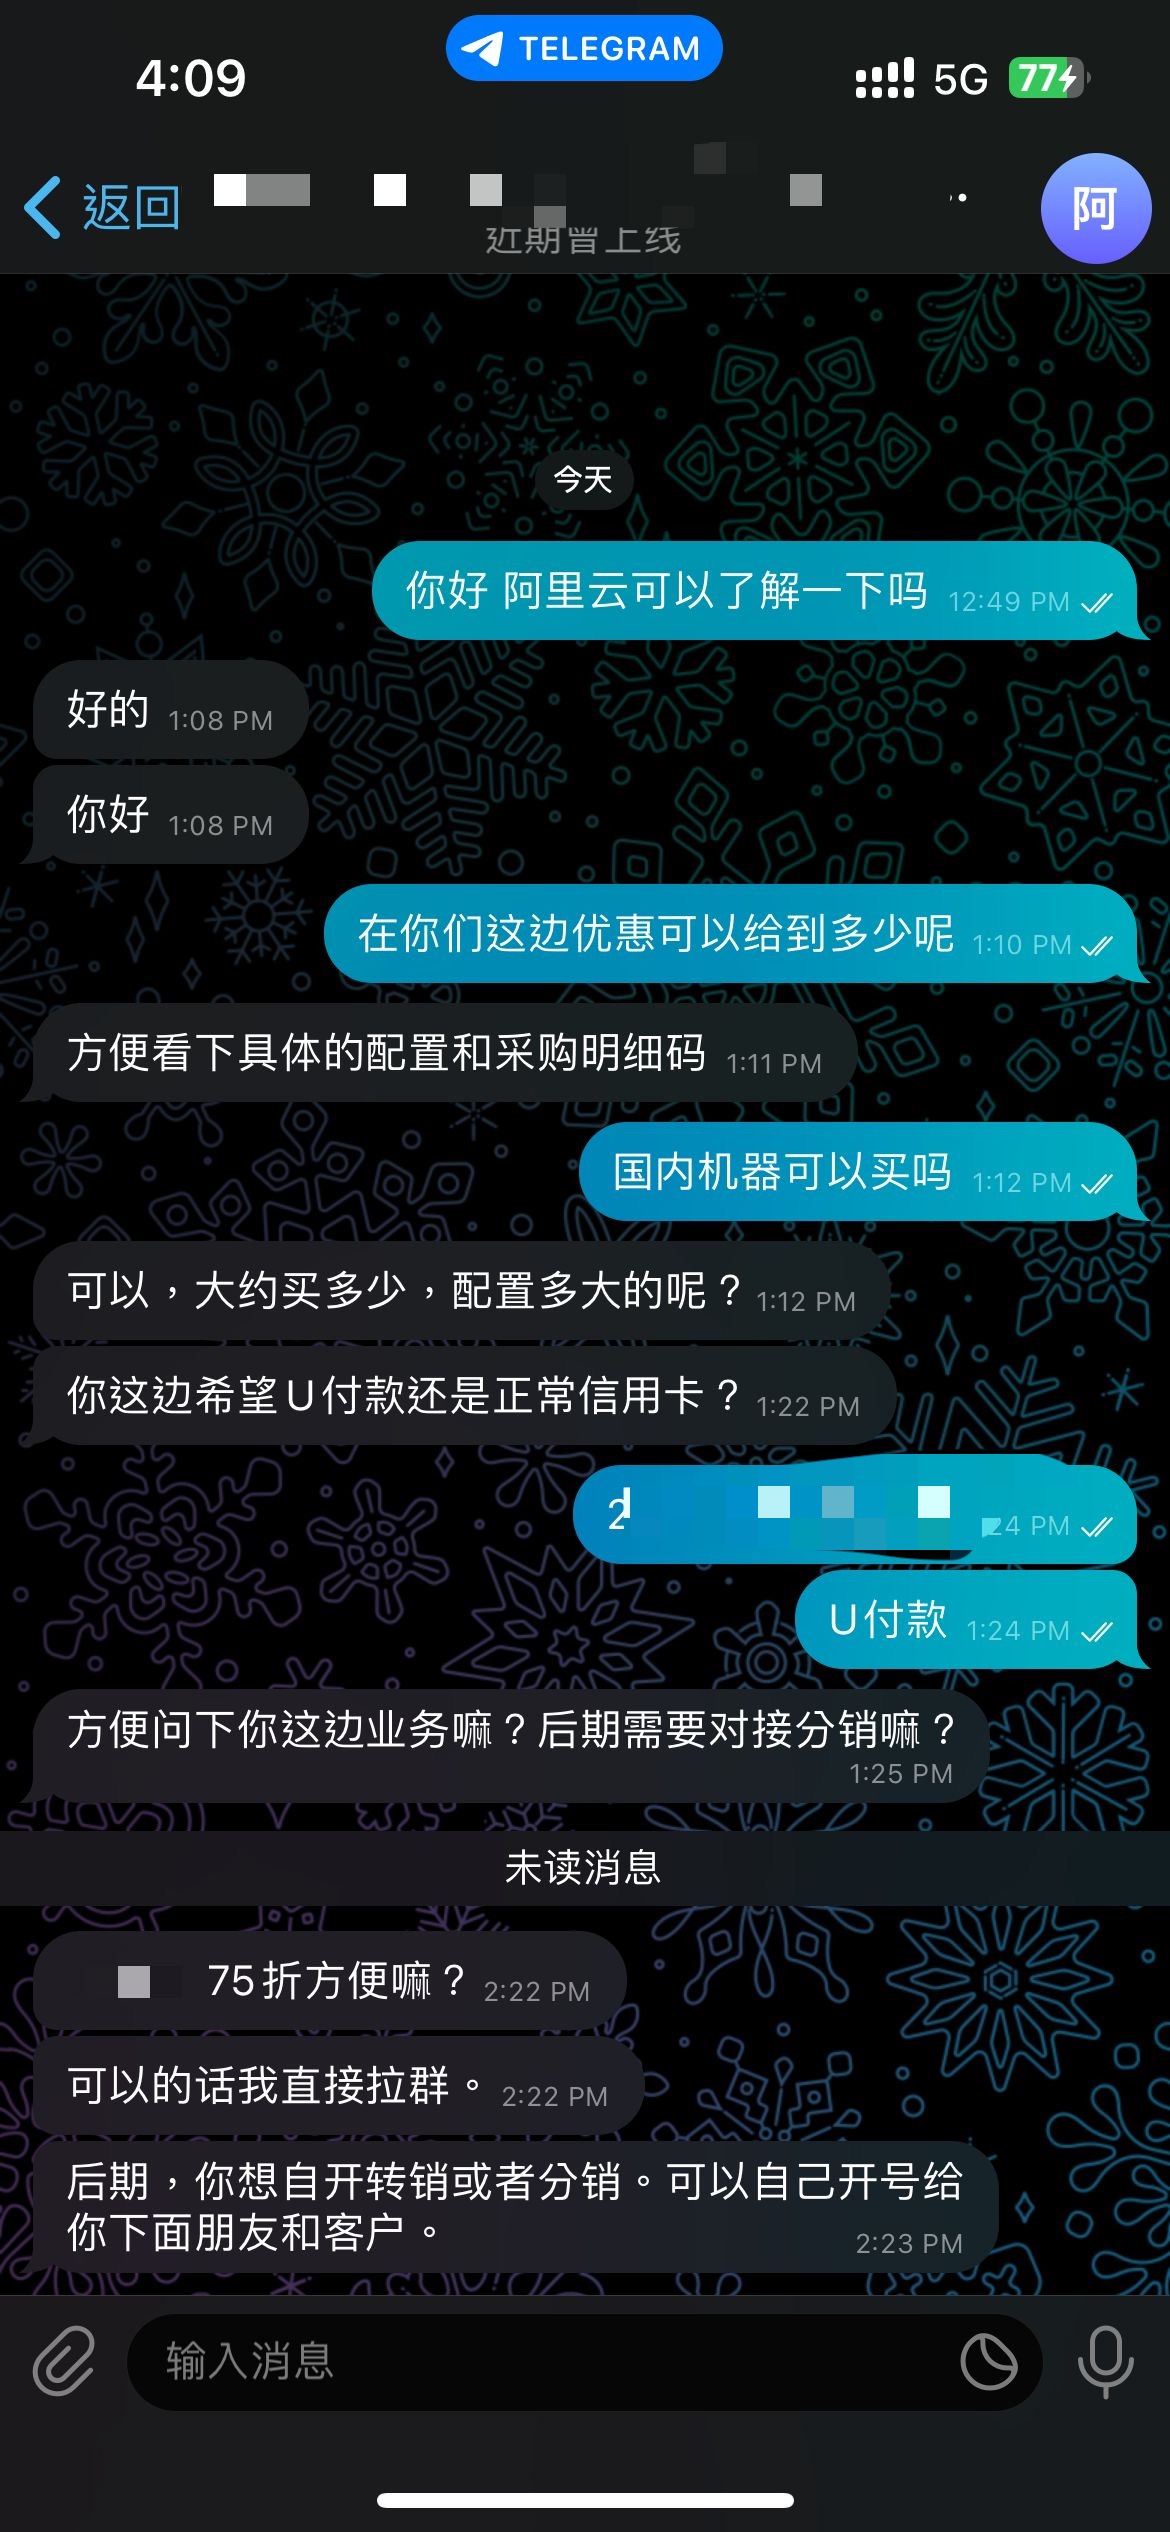 TELEGRAM
4:09
5G
77
返回
近期曾上线
阿
今天
你好 阿里云可以了解一下吗 12:49 PM
好的 1:08 PM
你好 1:08 PM
在你们这边优惠可以给到多少呢 1:10 PM
方便看下具体的配置和采购明细码 1:11 PM
国内机器可以买吗 1:12 PM
可以，大约买多少，配置多大的呢？ 1:12 PM
你这边希望U付款还是正常信用卡？ 1:22 PM
2
24 PM
U付款 1:24 PM
方便问下你这边业务嘛？后期需要对接分销嘛？
1:25 PM
未读消息
75折方便嘛？ 2:22 PM
可以的话我直接拉群。 2:22 PM
后期，你想自开转销或者分销。可以自己开号给
你下面朋友和客户。 2:23 PM
输入消息